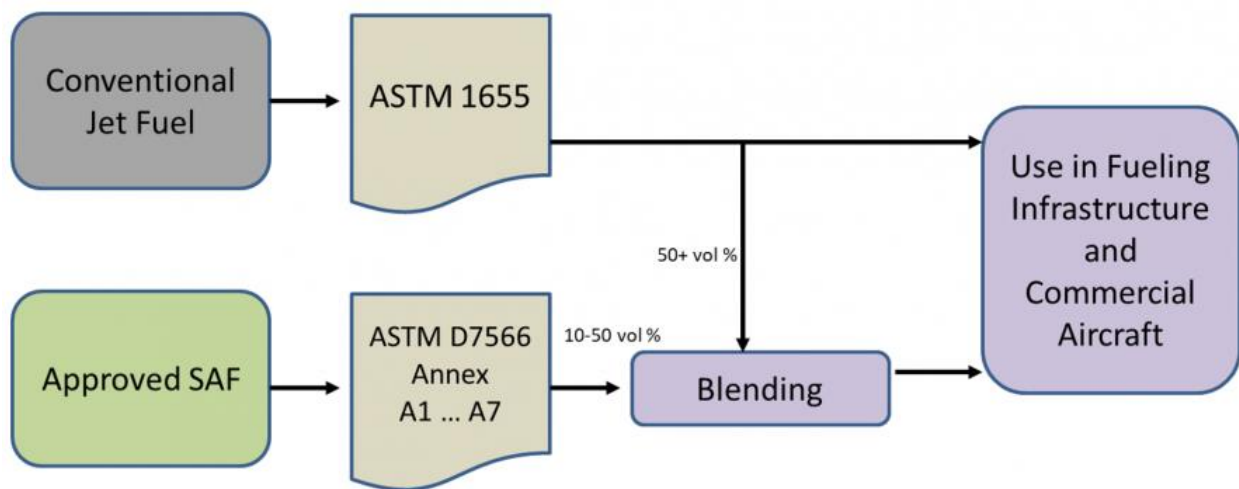 Conventional
Jet Fuel
ASTM 1655
Use in Fueling
Infrastructure
and
Commercial
Aircraft
50+ vol %
Approved SAF
ASTM D7566
Annex
A1 ... A7
10-50 vol %
Blending